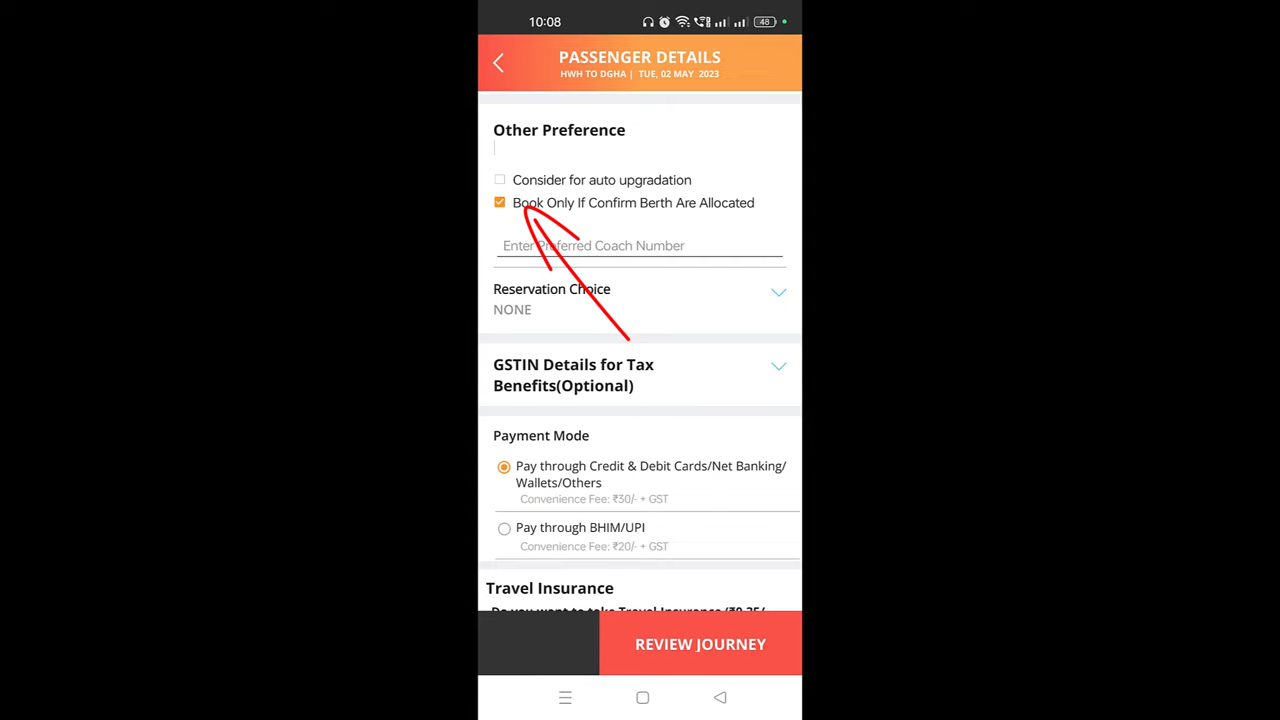 10:08
48
PASSENGER DETAILS
HWH TO DGHA | TUE, 02 MAY 2023
Other Preference
Consider for auto upgradation
Book Only If Confirm Berth Are Allocated
Enter Preferred Coach Number
Reservation Choice
NONE
GSTIN Details for Tax
Benefits(Optional)
Payment Mode
Pay through Credit & Debit Cards/Net Banking/
Wallets/Others
Convenience Fee: ₹30/- + GST
Pay through BHIM/UPI
Convenience Fee: ₹20/- + GST
Travel Insurance
Do you want to take Travel Insurance (₹0.35/
REVIEW JOURNEY